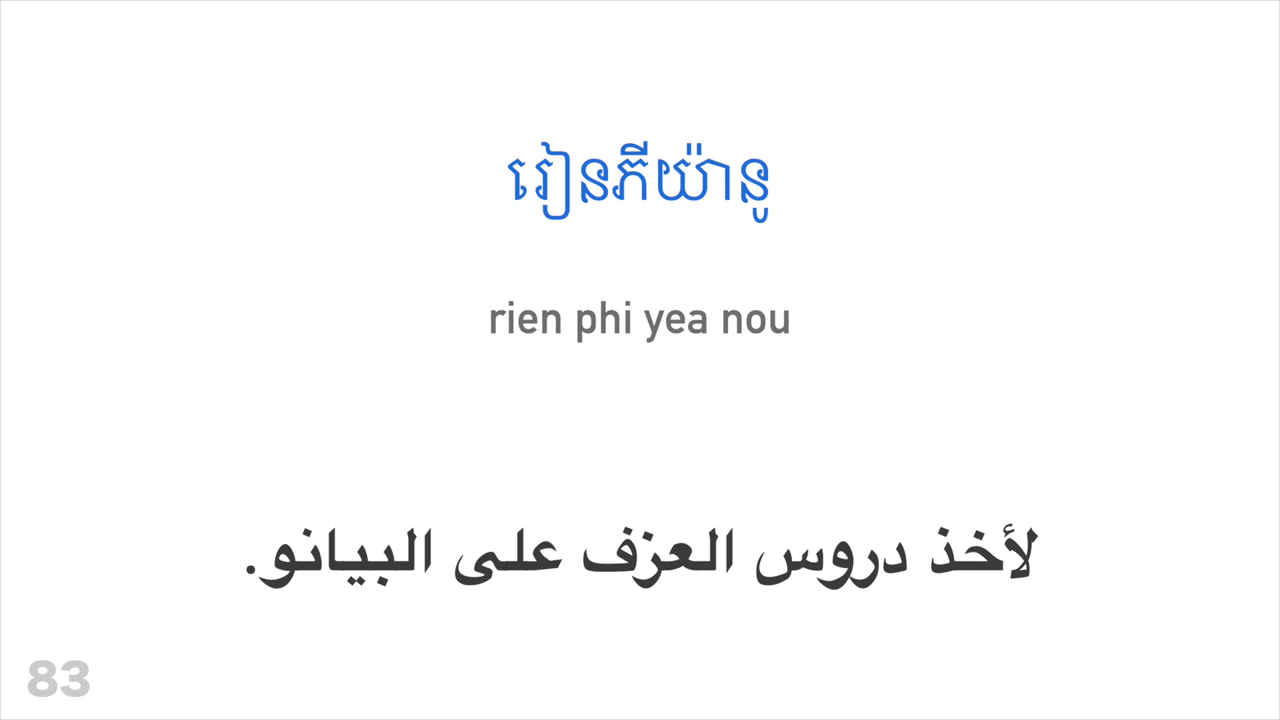 រៀនភីយ៉ានូ
rien phi yea nou
لأخذ دروس العزف على البيانو.
83